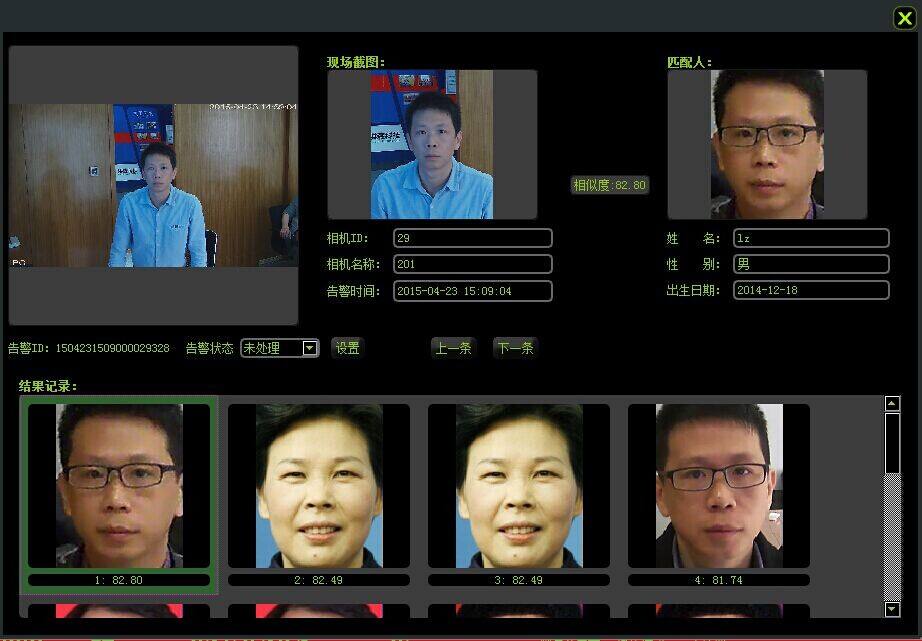 现场截图:
匹配人:
相似度:82.80
相机ID: 29
相机名称: 201
告警时间: 2015-04-23 15:09:04
姓 名: lz
性 别: 男
出生日期: 2014-12-18
告警ID: 1504231509000029328 告警状态 未处理 设置 上一条 下一条
结果记录:
1: 82.80
2: 82.49
3: 82.49
4: 81.74